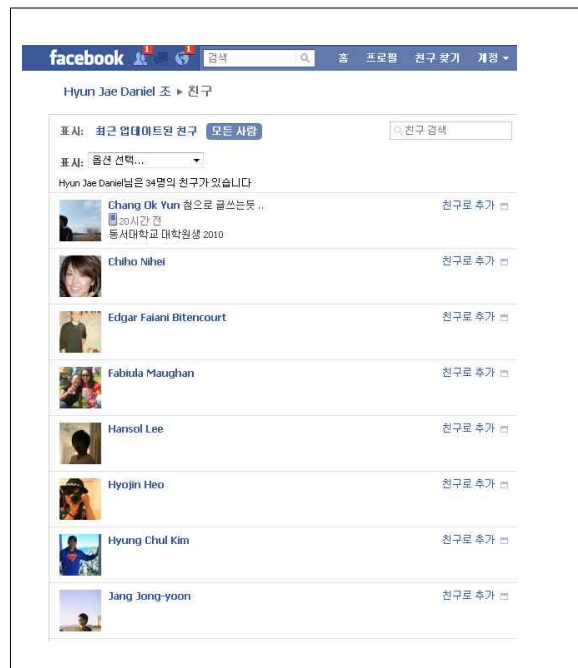 facebook 1 1 검색 홈 프로필 친구 찾기 계정
Hyun Jae Daniel 조 ▸ 친구
표시: 최근 업데이트된 친구 모든 사람 친구 검색
표시: 옵션 선택...
Hyun Jae Daniel님은 34명의 친구가 있습니다
Chang Ok Yun 첨으로 글쓰는듯 .. 친구로 추가
20시간 전
동서대학교 대학원생 2010
Chiho Nihei 친구로 추가
Edgar Faiani Bitencourt 친구로 추가
Fabiula Maughan 친구로 추가
Hansol Lee 친구로 추가
Hyojin Heo 친구로 추가
Hyung Chul Kim 친구로 추가
Jang Jong-yoon 친구로 추가